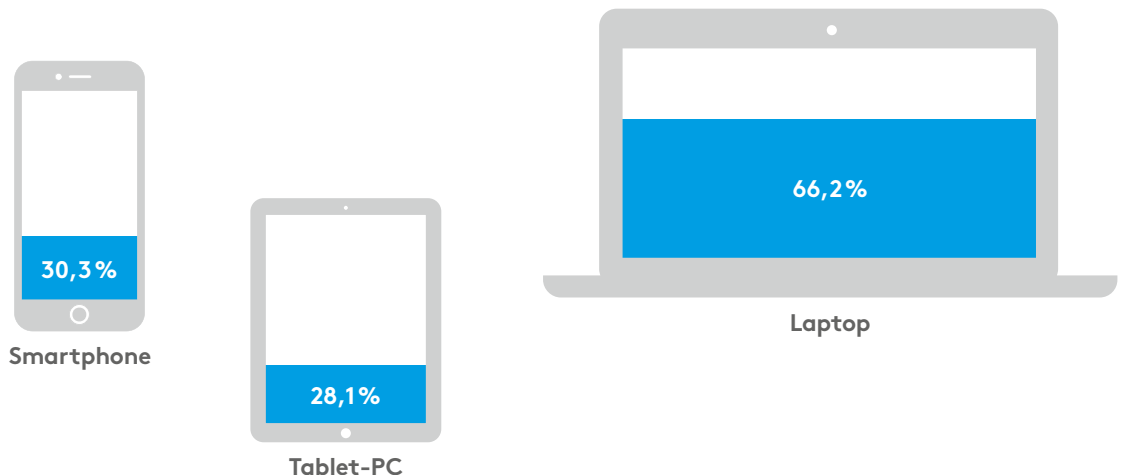 30,3 %
Smartphone
28,1 %
Tablet-PC
66,2 %
Laptop